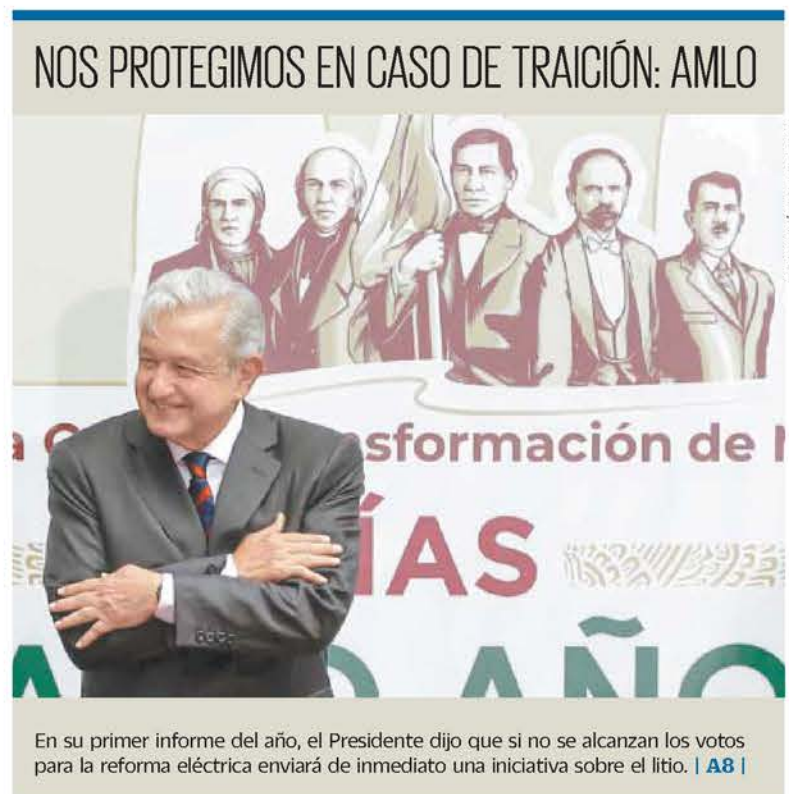 NOS PROTEGIMOS EN CASO DE TRAICIÓN: AMLO
sformación de
ÍAS
AÑO
En su primer informe del año, el Presidente dijo que si no se alcanzan los votos
para la reforma eléctrica enviará de inmediato una iniciativa sobre el litio. | A8 |